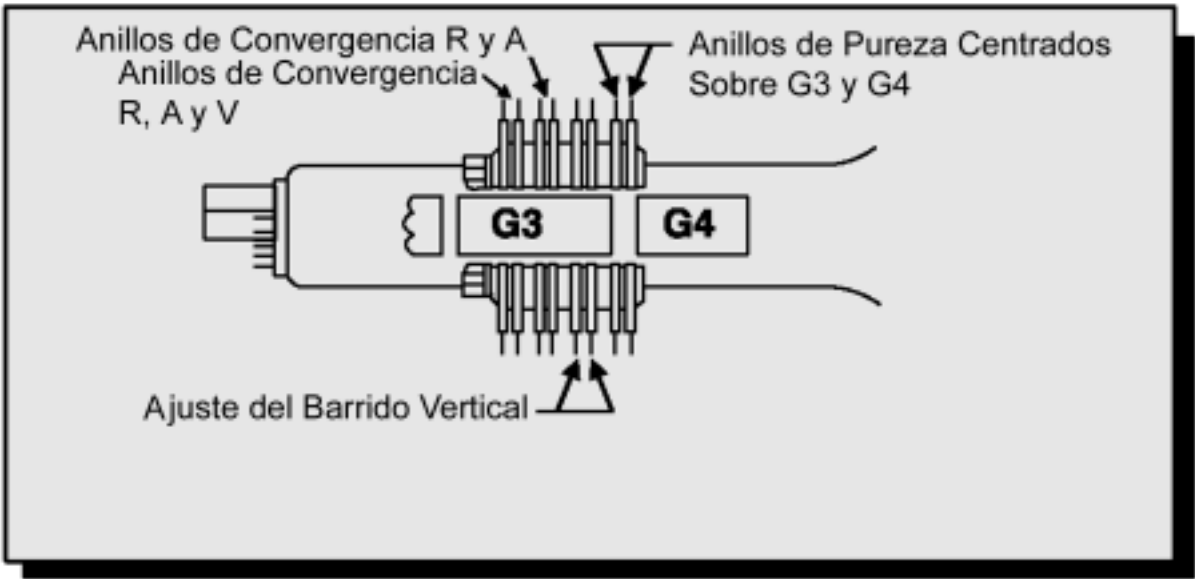 Anillos de Convergencia R y A
Anillos de Convergencia
R, A y V
Anillos de Pureza Centrados
Sobre G3 y G4
G3
G4
Ajuste del Barrido Vertical